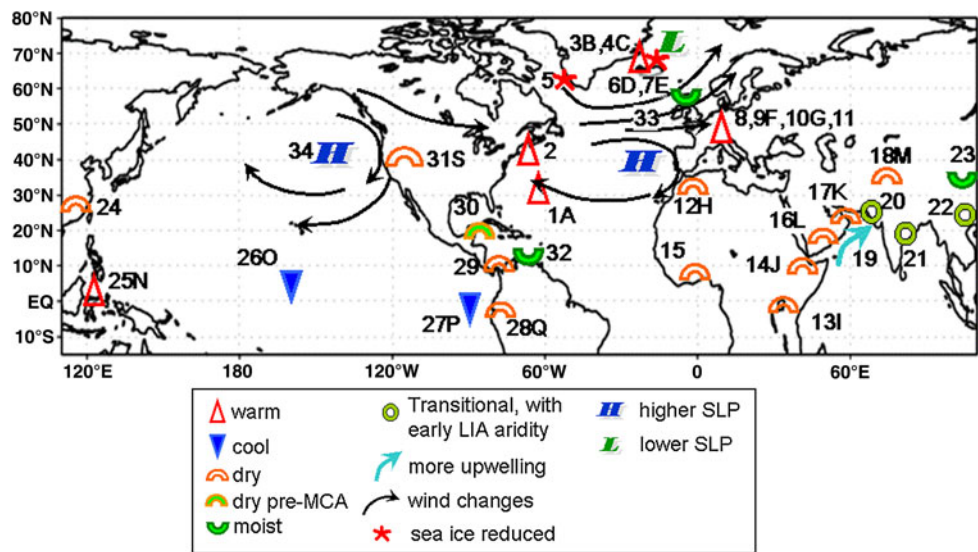 80°N
70°N
60°N
50°N
40°N
30°N
20°N
10°N
EQ
10°S
3B,4C
L
5
6D,7E
33
8,9F,10G,11
34
H
31S
2
H
18M
23
24
1A
12H
17K
20
30
16L
22
26O
32
15
19
21
25N
29
14J
27P
28Q
13I
120°E
180
120°W
60°W
0
60°E
warm
cool
dry
dry pre-MCA
moist
Transitional, with
early LIA aridity
more upwelling
wind changes
sea ice reduced
H higher SLP
L lower SLP